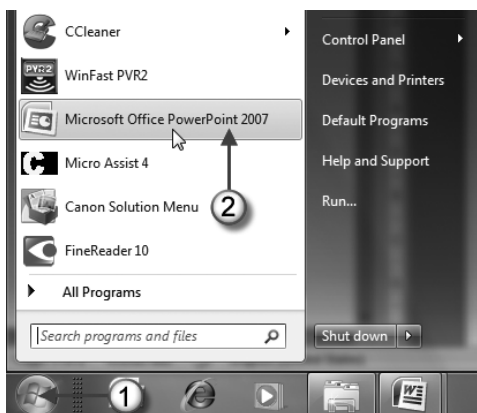 CCleaner
PVR2
WinFast PVR2
Microsoft Office PowerPoint 2007
Micro Assist 4
Canon Solution Menu
2
FineReader 10
All Programs
Search programs and files
Control Panel
Devices and Printers
Default Programs
Help and Support
Run...
Shut down
1
W